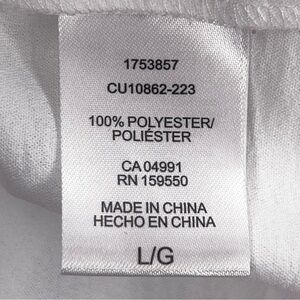 1753857
CU10862-223
100% POLYESTER/
POLIÉSTER
CA 04991
RN 159550
MADE IN CHINA
HECHO EN CHINA
L/G